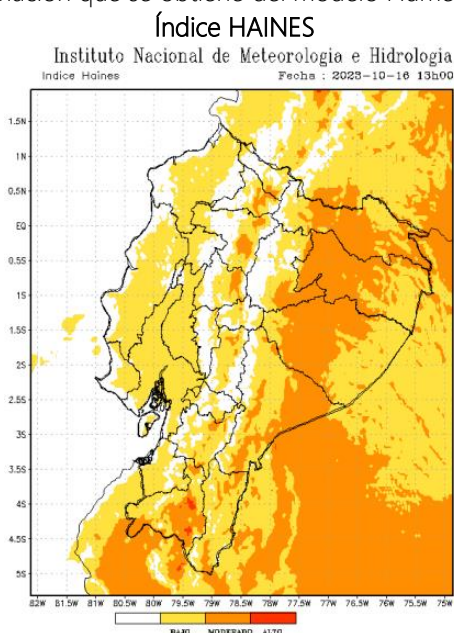 Índice HAINES
Instituto Nacional de Meteorologia e Hidrologia
Indice Haines Fecha : 2023-10-16 13h00
1.5N
1N
0.5N
EQ
0.5S
1S
1.5S
2S
2.5S
3S
3.5S
4S
4.5S
5S
82W 81.5W 81W 80.5W 80W 79.5W 79W 78.5W 78W 77.5W 77W 76.5W 76W 75.5W 75W
BAJO MODERADO ALTO